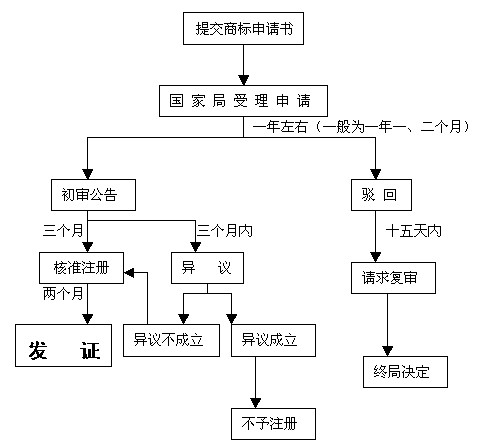 提交商标申请书
国家局受理申请
一年左右（一般为一年一、二个月）
初审公告
驳 回
三个月
三个月内
十五天内
核准注册
异 议
请求复审
两个月
发 证
异议不成立
异议成立
终局决定
不予注册